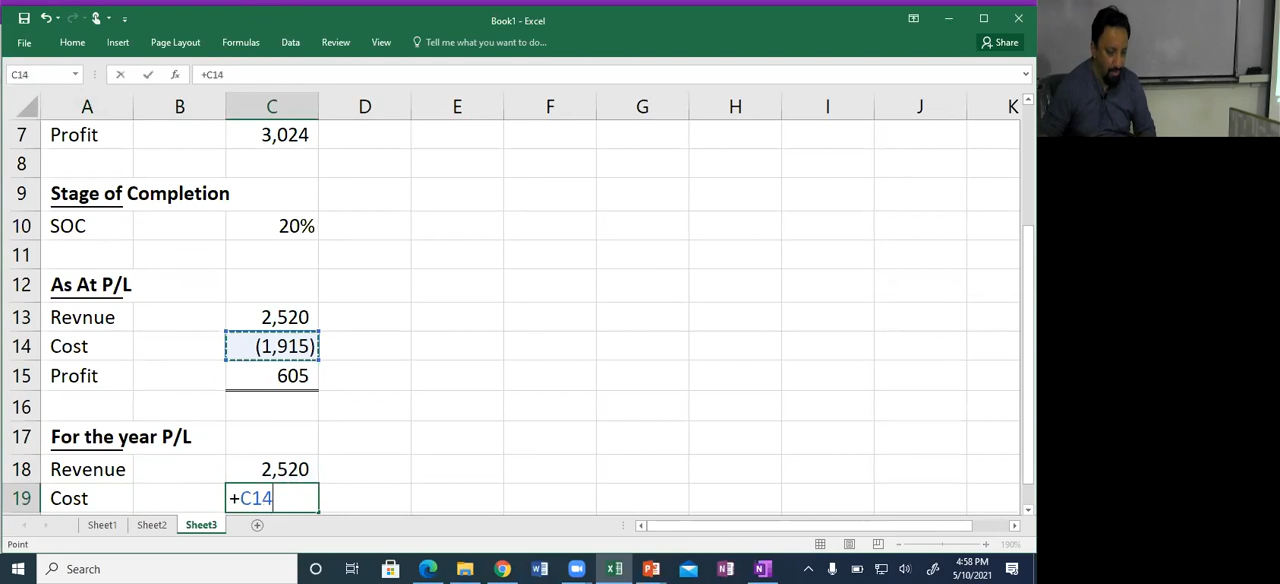 Book1 - Excel
File Home Insert Page Layout Formulas Data Review View Tell me what you want to do... Share
C14 fx +C14
A B C D E F G H I J K
7 Profit 3,024
8
9 Stage of Completion
10 SOC 20%
11
12 As At P/L
13 Revnue 2,520
14 Cost (1,915)
15 Profit 605
16
17 For the year P/L
18 Revenue 2,520
19 Cost +C14
Sheet1 Sheet2 Sheet3
Point 190%
Search 4:58 PM
5/10/2021